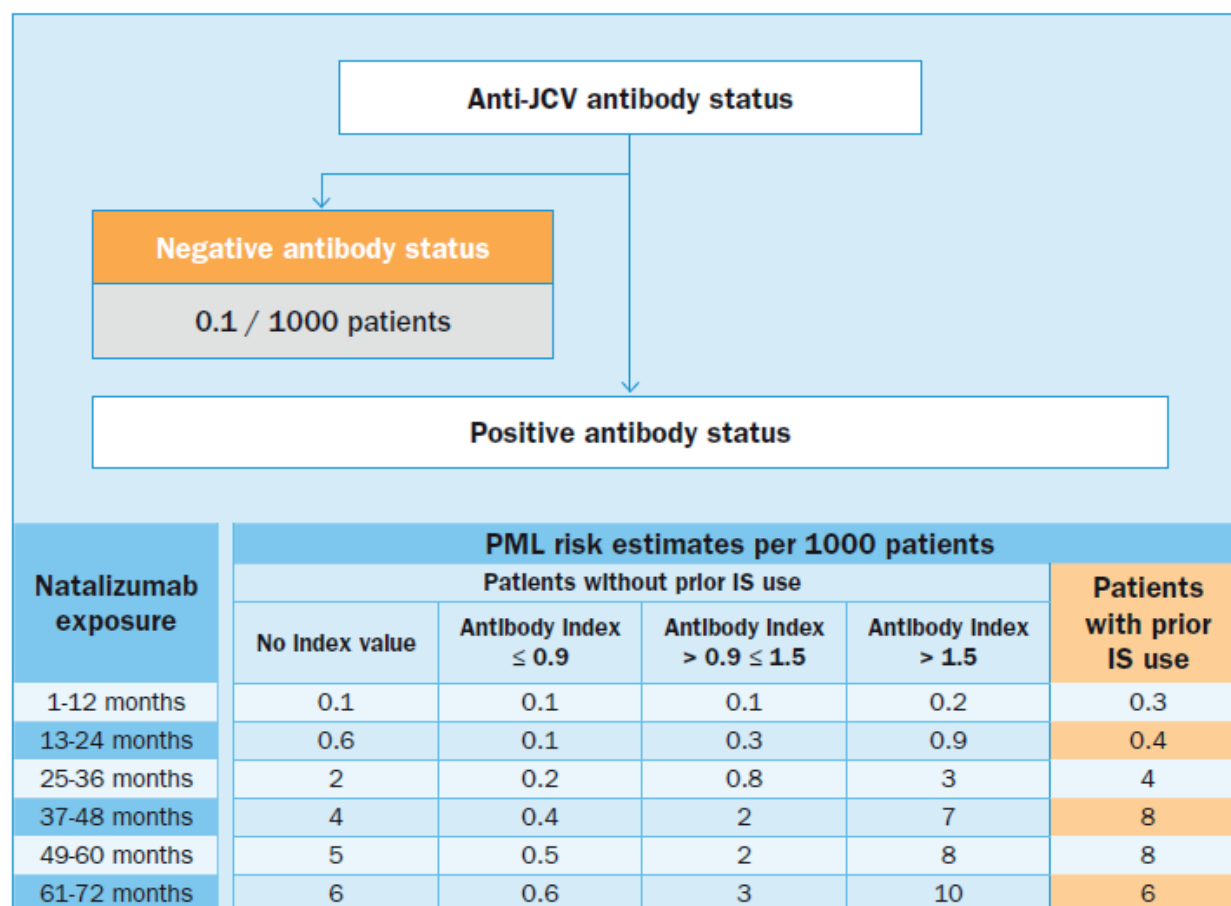 Anti-JCV antibody status
Negative antibody status
0.1 / 1000 patients
Positive antibody status
Natalizumab
exposure
PML risk estimates per 1000 patients
Patients without prior IS use
Patients
with prior
IS use
No Index value
Antibody Index
≤ 0.9
Antibody Index
> 0.9 ≤ 1.5
Antibody Index
> 1.5
1-12 months 0.1 0.1 0.1 0.2 0.3
13-24 months 0.6 0.1 0.3 0.9 0.4
25-36 months 2 0.2 0.8 3 4
37-48 months 4 0.4 2 7 8
49-60 months 5 0.5 2 8 8
61-72 months 6 0.6 3 10 6